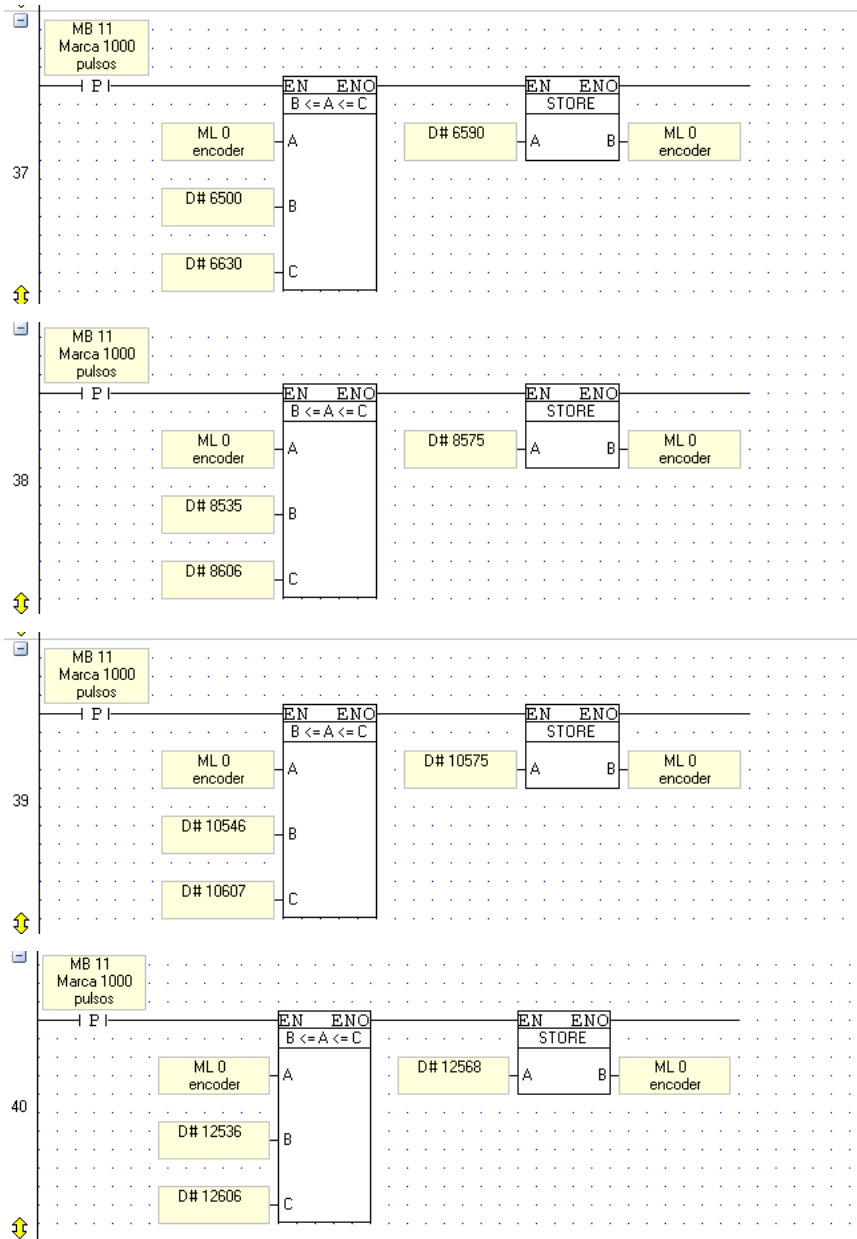 MB 11
Marca 1000
pulsos
P
EN ENO
B <= A <= C
EN ENO
STORE
ML 0
encoder
A
D# 6590
A
B
ML 0
encoder
37
D# 6500
B
D# 6630
C
MB 11
Marca 1000
pulsos
P
EN ENO
B <= A <= C
EN ENO
STORE
ML 0
encoder
A
D# 8575
A
B
ML 0
encoder
38
D# 8535
B
D# 8606
C
MB 11
Marca 1000
pulsos
P
EN ENO
B <= A <= C
EN ENO
STORE
ML 0
encoder
A
D# 10575
A
B
ML 0
encoder
39
D# 10546
B
D# 10607
C
MB 11
Marca 1000
pulsos
P
EN ENO
B <= A <= C
EN ENO
STORE
ML 0
encoder
A
D# 12568
A
B
ML 0
encoder
40
D# 12536
B
D# 12606
C